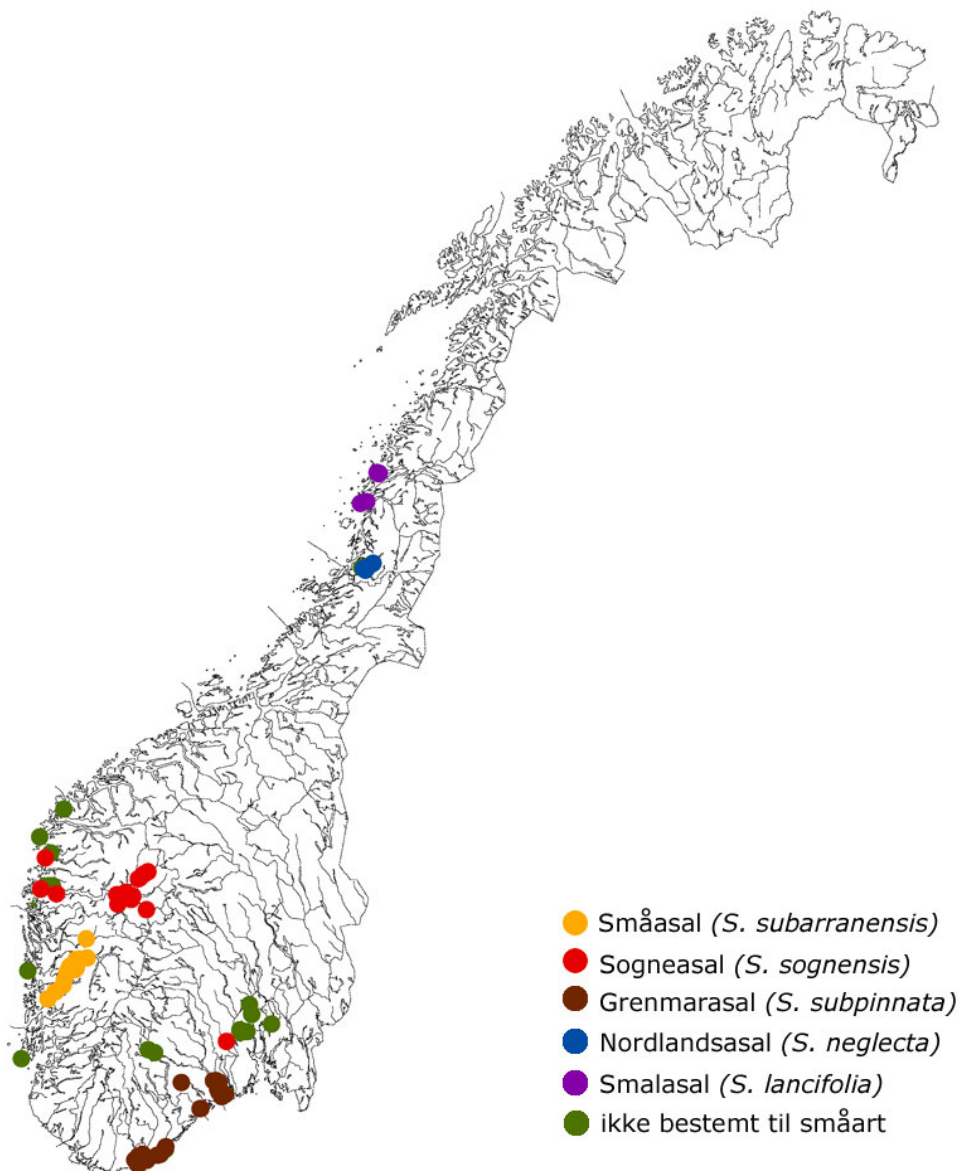 Småasal (S. subarranensis)
Sogneasal (S. sognensis)
Grenmarasal (S. subpinnata)
Nordlandsasal (S. neglecta)
Smalasal (S. lancifolia)
ikke bestemt til småart